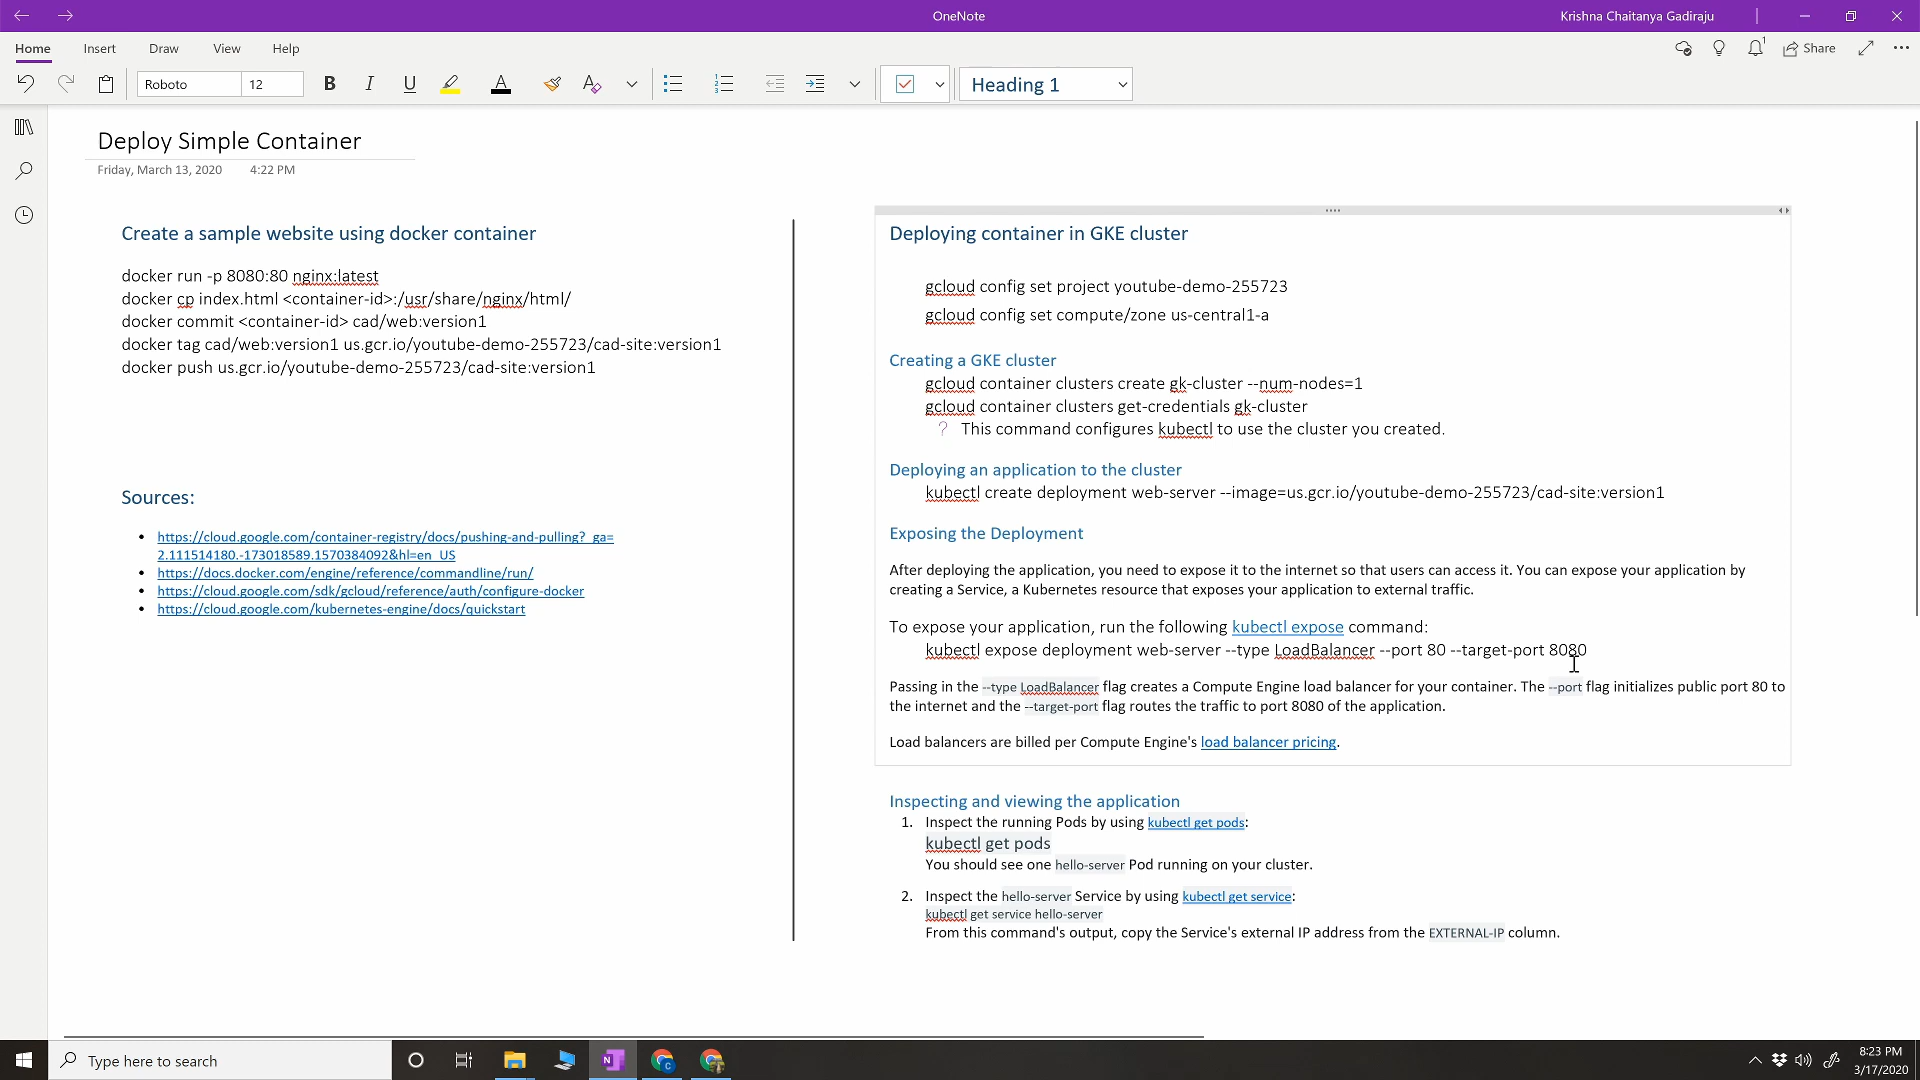 OneNote
Krishna Chaitanya Gadiraju
Home Insert Draw View Help
1 Share
Roboto 12 B I U A A Heading 1
Deploy Simple Container
Friday, March 13, 2020 4:22 PM
Create a sample website using docker container
docker run -p 8080:80 nginx:latest
docker cp index.html <container-id>:/usr/share/nginx/html/
docker commit <container-id> cad/web:version1
docker tag cad/web:version1 us.gcr.io/youtube-demo-255723/cad-site:version1
docker push us.gcr.io/youtube-demo-255723/cad-site:version1
Sources:
• https://cloud.google.com/container-registry/docs/pushing-and-pulling?_ga=
2.111514180.-173018589.1570384092&hl=en_US
• https://docs.docker.com/engine/reference/commandline/run/
• https://cloud.google.com/sdk/gcloud/reference/auth/configure-docker
• https://cloud.google.com/kubernetes-engine/docs/quickstart
Deploying container in GKE cluster
gcloud config set project youtube-demo-255723
gcloud config set compute/zone us-central1-a
Creating a GKE cluster
gcloud container clusters create gk-cluster --num-nodes=1
gcloud container clusters get-credentials gk-cluster
? This command configures kubectl to use the cluster you created.
Deploying an application to the cluster
kubectl create deployment web-server --image=us.gcr.io/youtube-demo-255723/cad-site:version1
Exposing the Deployment
After deploying the application, you need to expose it to the internet so that users can access it. You can expose your application by
creating a Service, a Kubernetes resource that exposes your application to external traffic.
To expose your application, run the following kubectl expose command:
kubectl expose deployment web-server --type LoadBalancer --port 80 --target-port 8080
Passing in the --type LoadBalancer flag creates a Compute Engine load balancer for your container. The --port flag initializes public port 80 to
the internet and the --target-port flag routes the traffic to port 8080 of the application.
Load balancers are billed per Compute Engine's load balancer pricing.
Inspecting and viewing the application
1. Inspect the running Pods by using kubectl get pods:
kubectl get pods
You should see one hello-server Pod running on your cluster.
2. Inspect the hello-server Service by using kubectl get service:
kubectl get service hello-server
From this command's output, copy the Service's external IP address from the EXTERNAL-IP column.
Type here to search
8:23 PM
3/17/2020